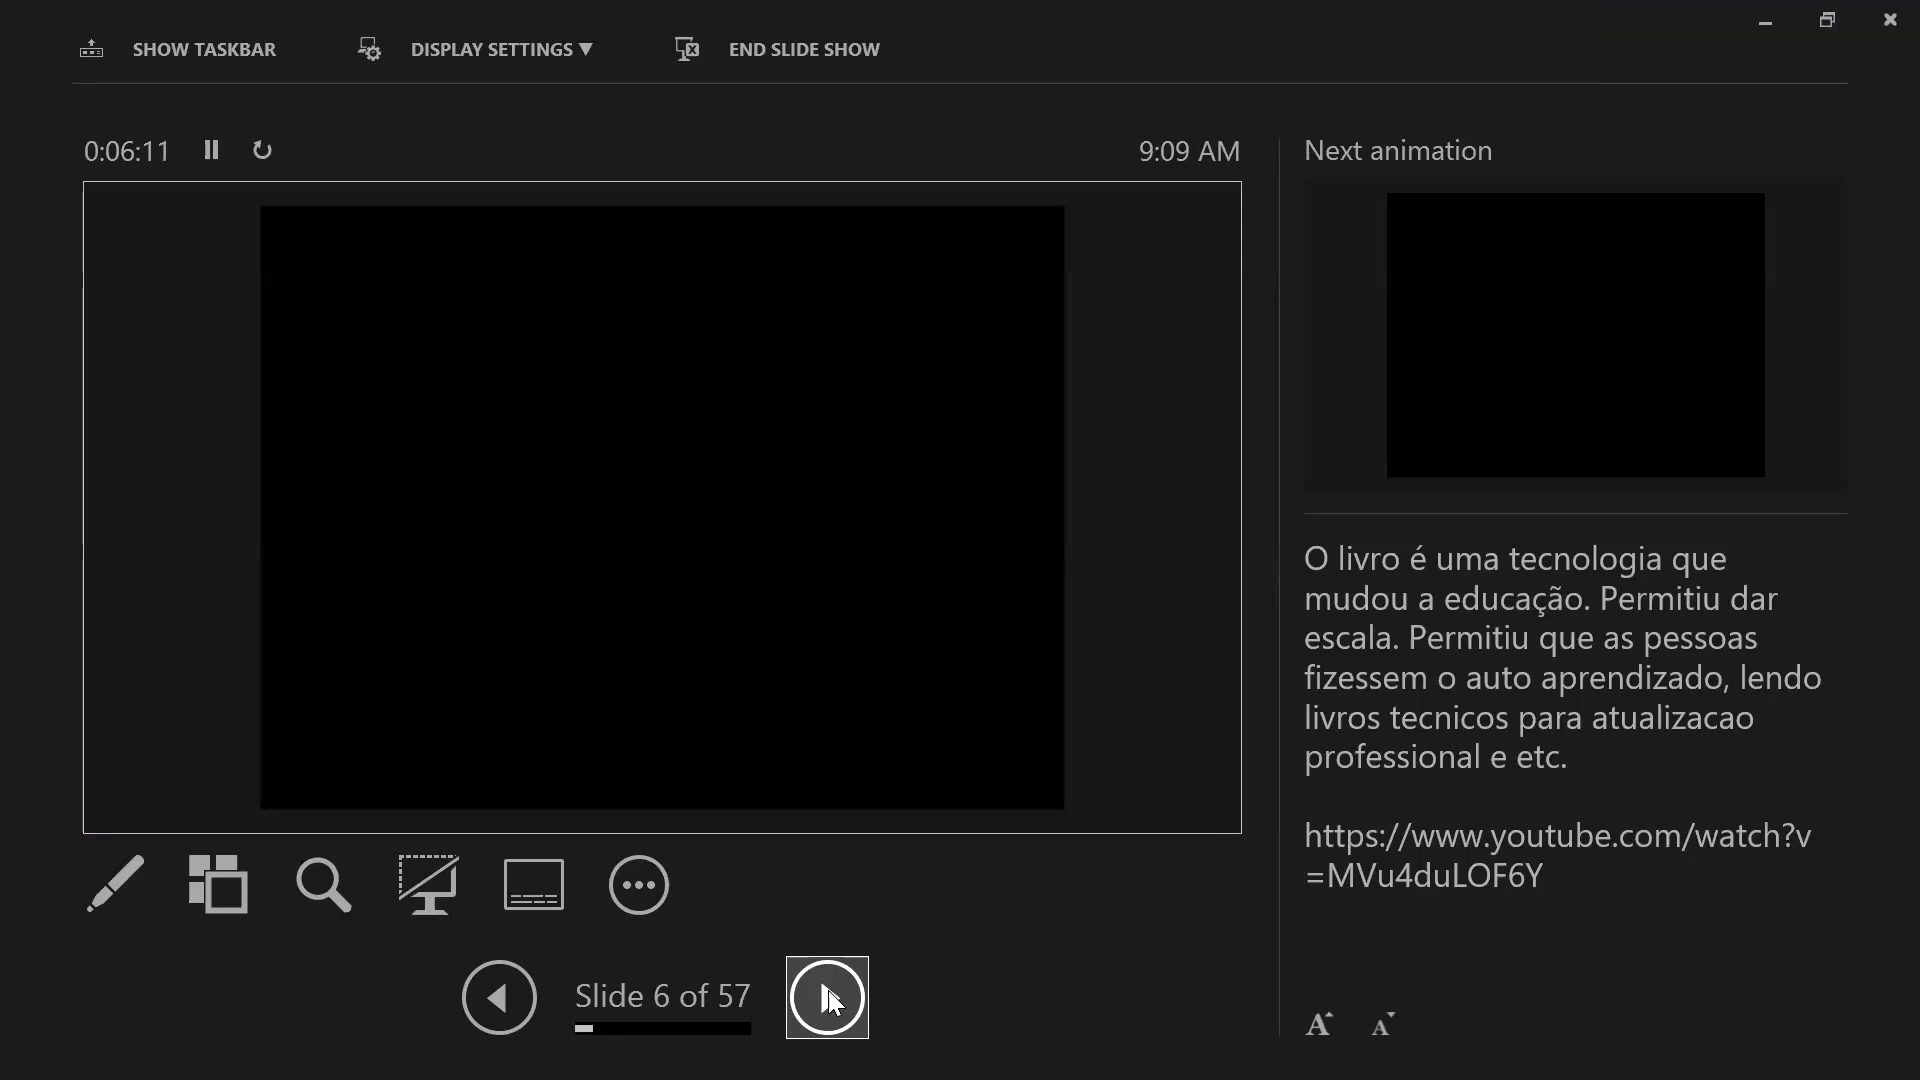 SHOW TASKBAR
DISPLAY SETTINGS ▼
END SLIDE SHOW
0:06:11
9:09 AM
Next animation
O livro é uma tecnologia que
mudou a educação. Permitiu dar
escala. Permitiu que as pessoas
fizessem o auto aprendizado, lendo
livros tecnicos para atualizacao
professional e etc.
https://www.youtube.com/watch?v
=MVu4duLOF6Y
Slide 6 of 57
A A